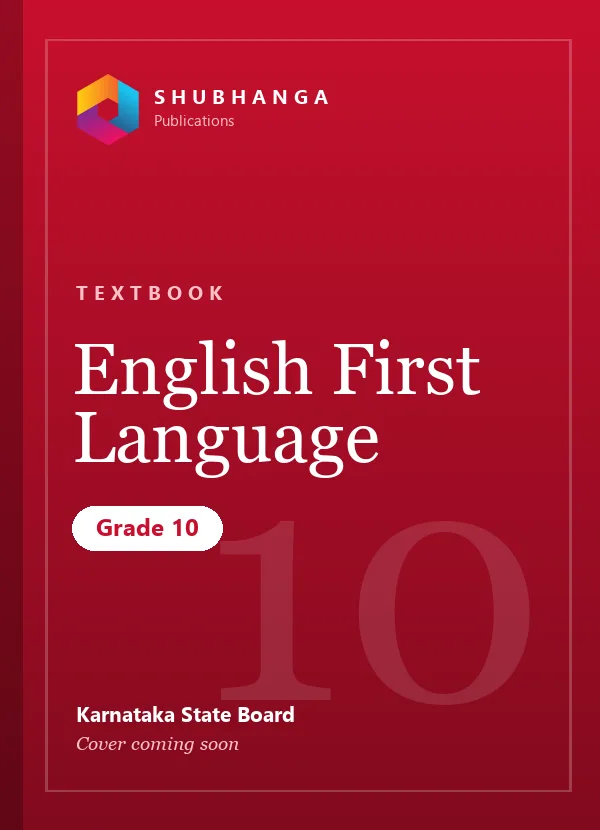 SHUBHANGA
Publications
TEXTBOOK
English First
Language
Grade 10
10
Karnataka State Board
Cover coming soon